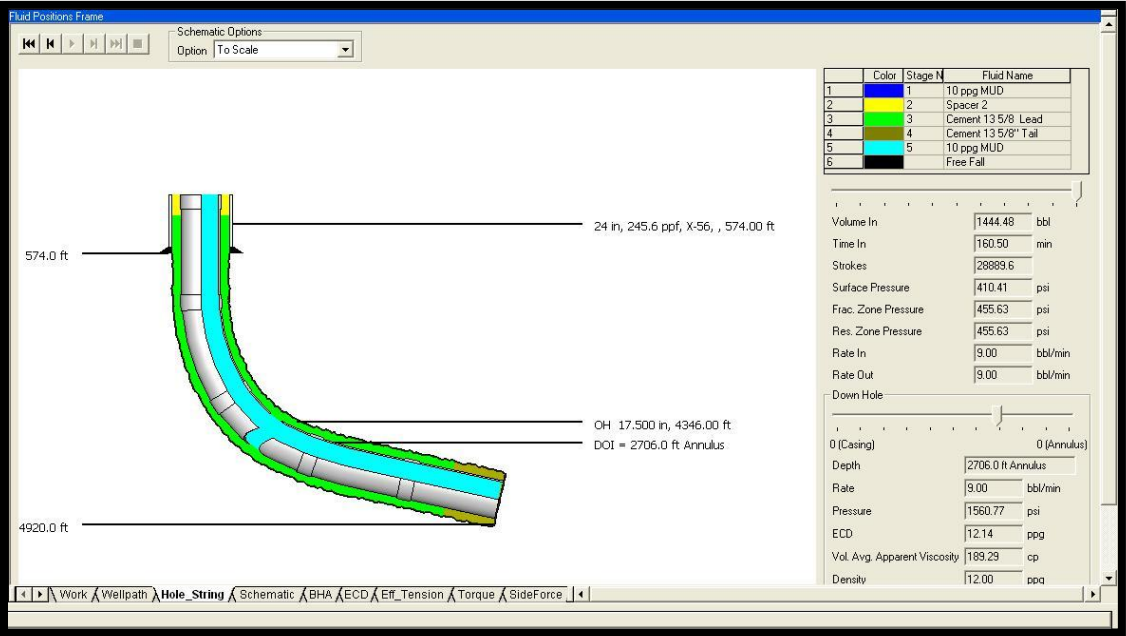 Fluid Positions Frame
Schematic Options
Option To Scale
Color Stage N Fluid Name
1 1 10 ppg MUD
2 2 Spacer 2
3 3 Cement 13 5/8 Lead
4 4 Cement 13 5/8" Tail
5 5 10 ppg MUD
6 Free Fall
24 in, 245.6 ppf, X-56, , 574.00 ft
574.0 ft
OH 17.500 in, 4346.00 ft
DOI = 2706.0 ft Annulus
4920.0 ft
Volume In 1444.48 bbl
Time In 160.50 min
Strokes 28889.6
Surface Pressure 410.41 psi
Frac. Zone Pressure 455.63 psi
Res. Zone Pressure 455.63 psi
Rate In 9.00 bbl/min
Rate Out 9.00 bbl/min
Down Hole
0 (Casing) 0 (Annulus)
Depth 2706.0 ft Annulus
Rate 9.00 bbl/min
Pressure 1560.77 psi
ECD 12.14 ppg
Vol. Avg. Apparent Viscosity 189.29 cp
Density 12.00 ppg
Work Wellpath Hole_String Schematic BHA ECD Eff_Tension Torque SideForce